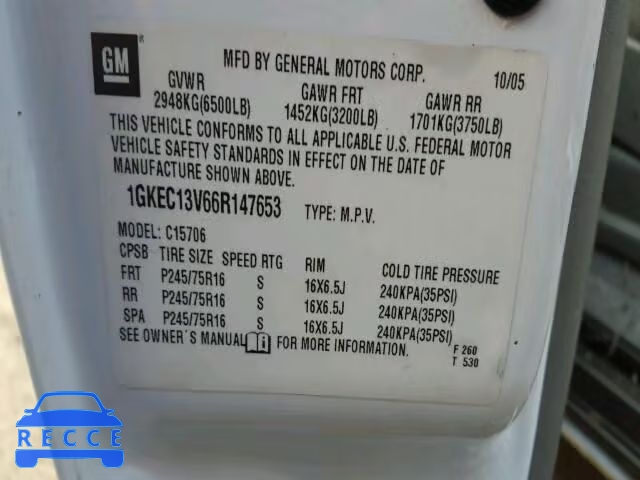 GM ®
MFD BY GENERAL MOTORS CORP. 10/05
GVWR GAWR FRT GAWR RR
2948KG(6500LB) 1452KG(3200LB) 1701KG(3750LB)
THIS VEHICLE CONFORMS TO ALL APPLICABLE U.S. FEDERAL MOTOR
VEHICLE SAFETY STANDARDS IN EFFECT ON THE DATE OF
MANUFACTURE SHOWN ABOVE.
1GKEC13V66R147653 TYPE: M.P.V.
MODEL: C15706
CPSB TIRE SIZE SPEED RTG RIM COLD TIRE PRESSURE
FRT P245/75R16 S 16X6.5J 240KPA(35PSI)
RR P245/75R16 S 16X6.5J 240KPA(35PSI)
SPA P245/75R16 S 16X6.5J 240KPA(35PSI)
SEE OWNER'S MANUAL i FOR MORE INFORMATION.
F 260
T 530
RECCE